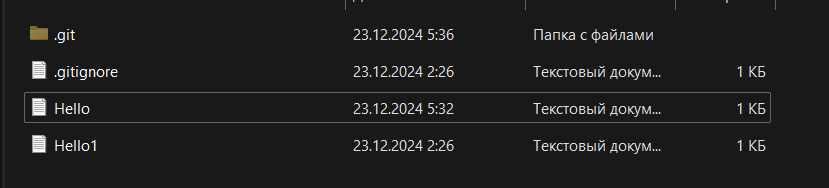 .git 23.12.2024 5:36 Папка с файлами
.gitignore 23.12.2024 2:26 Текстовый докум... 1 КБ
Hello 23.12.2024 5:32 Текстовый докум... 1 КБ
Hello1 23.12.2024 2:26 Текстовый докум... 1 КБ